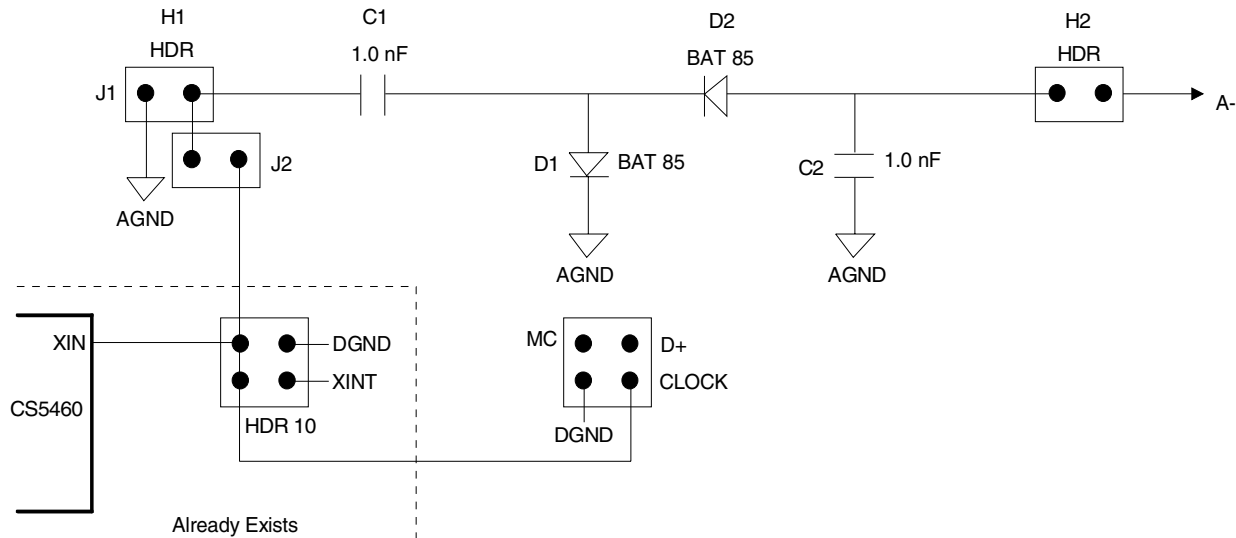 H1
HDR
J1
AGND
J2
C1
1.0 nF
D2
BAT 85
H2
HDR
A-
D1
BAT 85
AGND
C2
1.0 nF
AGND
XIN
CS5460
DGND
XINT
HDR 10
MC
D+
CLOCK
DGND
Already Exists